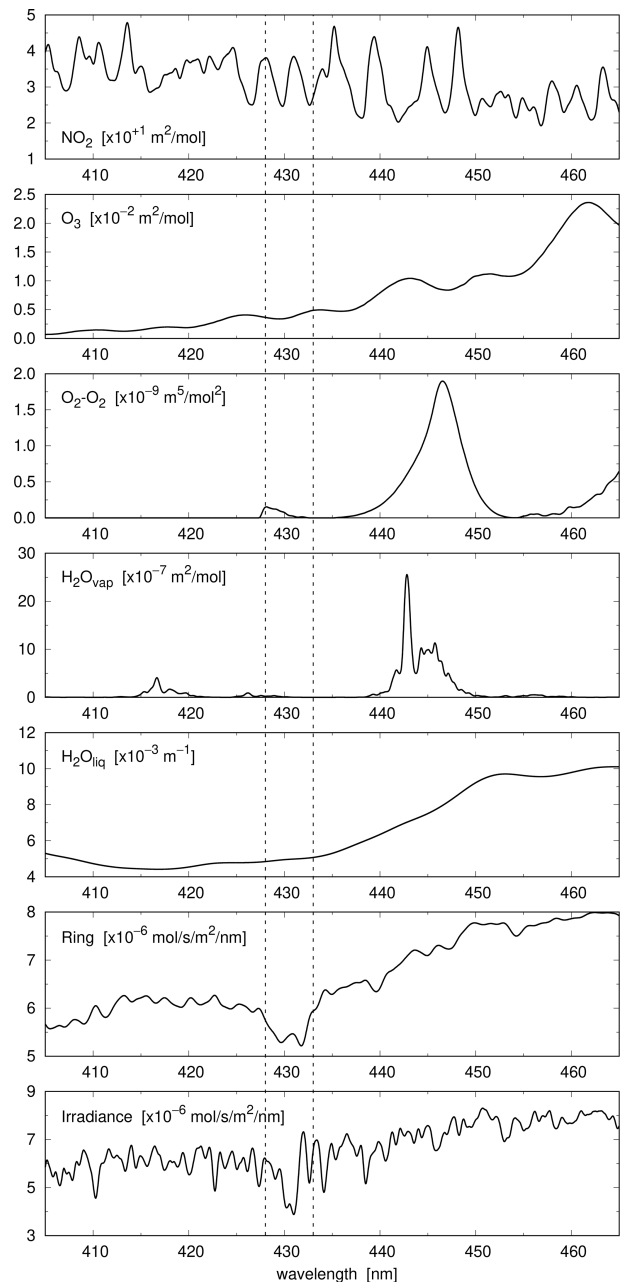 5
4
3
2
1
NO₂ [x10⁺¹ m²/mol]
410 420 430 440 450 460
2.5
2.0
1.5
1.0
0.5
0.0
O₃ [x10⁻² m²/mol]
410 420 430 440 450 460
2.0
1.5
1.0
0.5
0.0
O₂-O₂ [x10⁻⁹ m⁵/mol²]
410 420 430 440 450 460
30
20
10
0
H₂Oᵥₐₚ [x10⁻⁷ m²/mol]
410 420 430 440 450 460
12
10
8
6
4
H₂O_liq [x10⁻³ m⁻¹]
410 420 430 440 450 460
8
7
6
5
Ring [x10⁻⁶ mol/s/m²/nm]
410 420 430 440 450 460
9
7
5
3
Irradiance [x10⁻⁶ mol/s/m²/nm]
410 420 430 440 450 460
wavelength [nm]